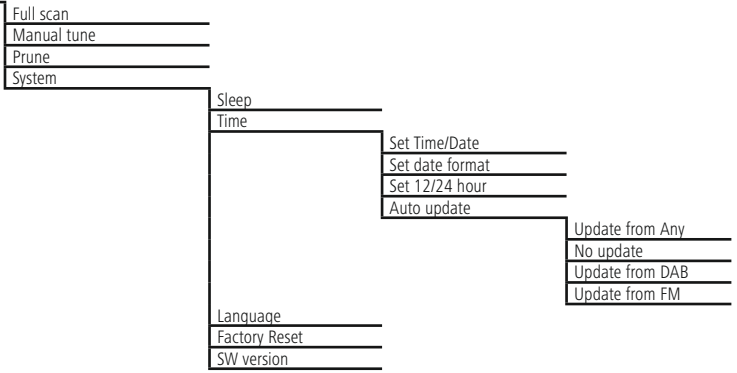 Full scan
Manual tune
Prune
System
Sleep
Time
Set Time/Date
Set date format
Set 12/24 hour
Auto update
Update from Any
No update
Update from DAB
Update from FM
Language
Factory Reset
SW version